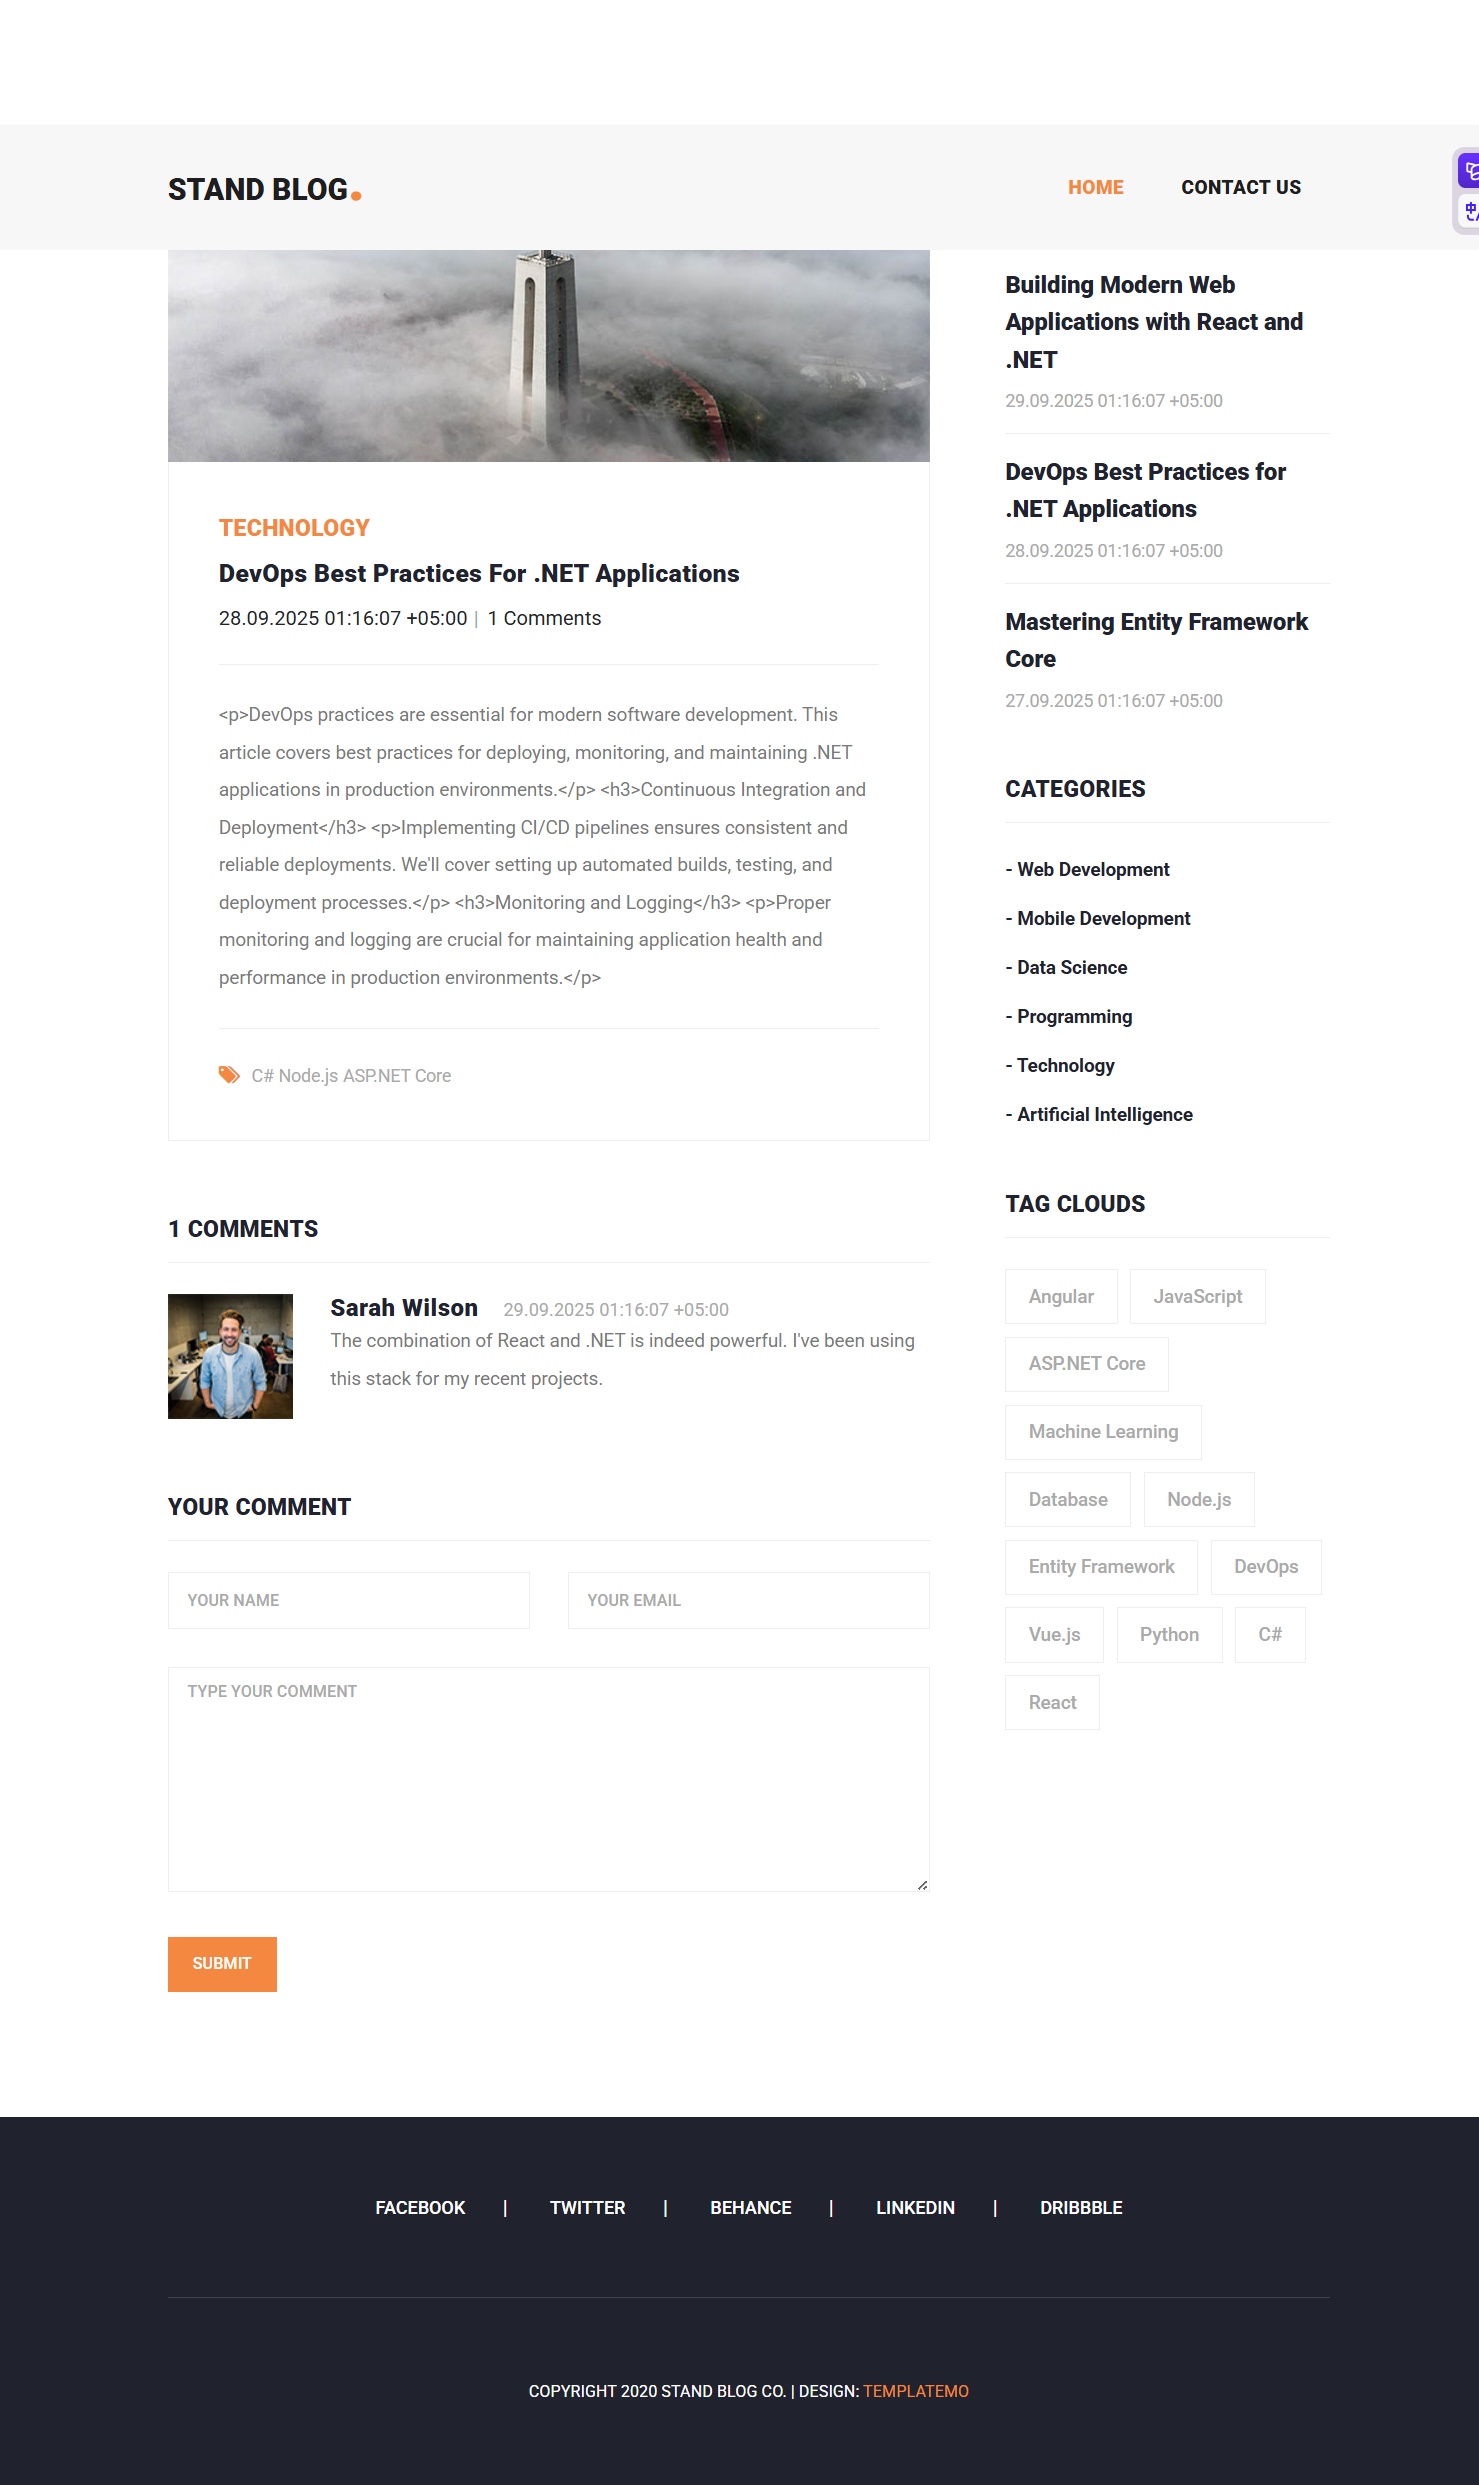 STAND BLOG.
HOME
CONTACT US
TECHNOLOGY
DevOps Best Practices For .NET Applications
28.09.2025 01:16:07 +05:00 | 1 Comments
<p>DevOps practices are essential for modern software development. This
article covers best practices for deploying, monitoring, and maintaining .NET
applications in production environments.</p> <h3>Continuous Integration and
Deployment</h3> <p>Implementing CI/CD pipelines ensures consistent and
reliable deployments. We'll cover setting up automated builds, testing, and
deployment processes.</p> <h3>Monitoring and Logging</h3> <p>Proper
monitoring and logging are crucial for maintaining application health and
performance in production environments.</p>
C# Node.js ASP.NET Core
1 COMMENTS
Sarah Wilson 29.09.2025 01:16:07 +05:00
The combination of React and .NET is indeed powerful. I've been using
this stack for my recent projects.
YOUR COMMENT
YOUR NAME
YOUR EMAIL
TYPE YOUR COMMENT
SUBMIT
Building Modern Web
Applications with React and
.NET
29.09.2025 01:16:07 +05:00
DevOps Best Practices for
.NET Applications
28.09.2025 01:16:07 +05:00
Mastering Entity Framework
Core
27.09.2025 01:16:07 +05:00
CATEGORIES
- Web Development
- Mobile Development
- Data Science
- Programming
- Technology
- Artificial Intelligence
TAG CLOUDS
Angular JavaScript
ASP.NET Core
Machine Learning
Database Node.js
Entity Framework DevOps
Vue.js Python C#
React
FACEBOOK | TWITTER | BEHANCE | LINKEDIN | DRIBBBLE
COPYRIGHT 2020 STAND BLOG CO. | DESIGN: TEMPLATEMO